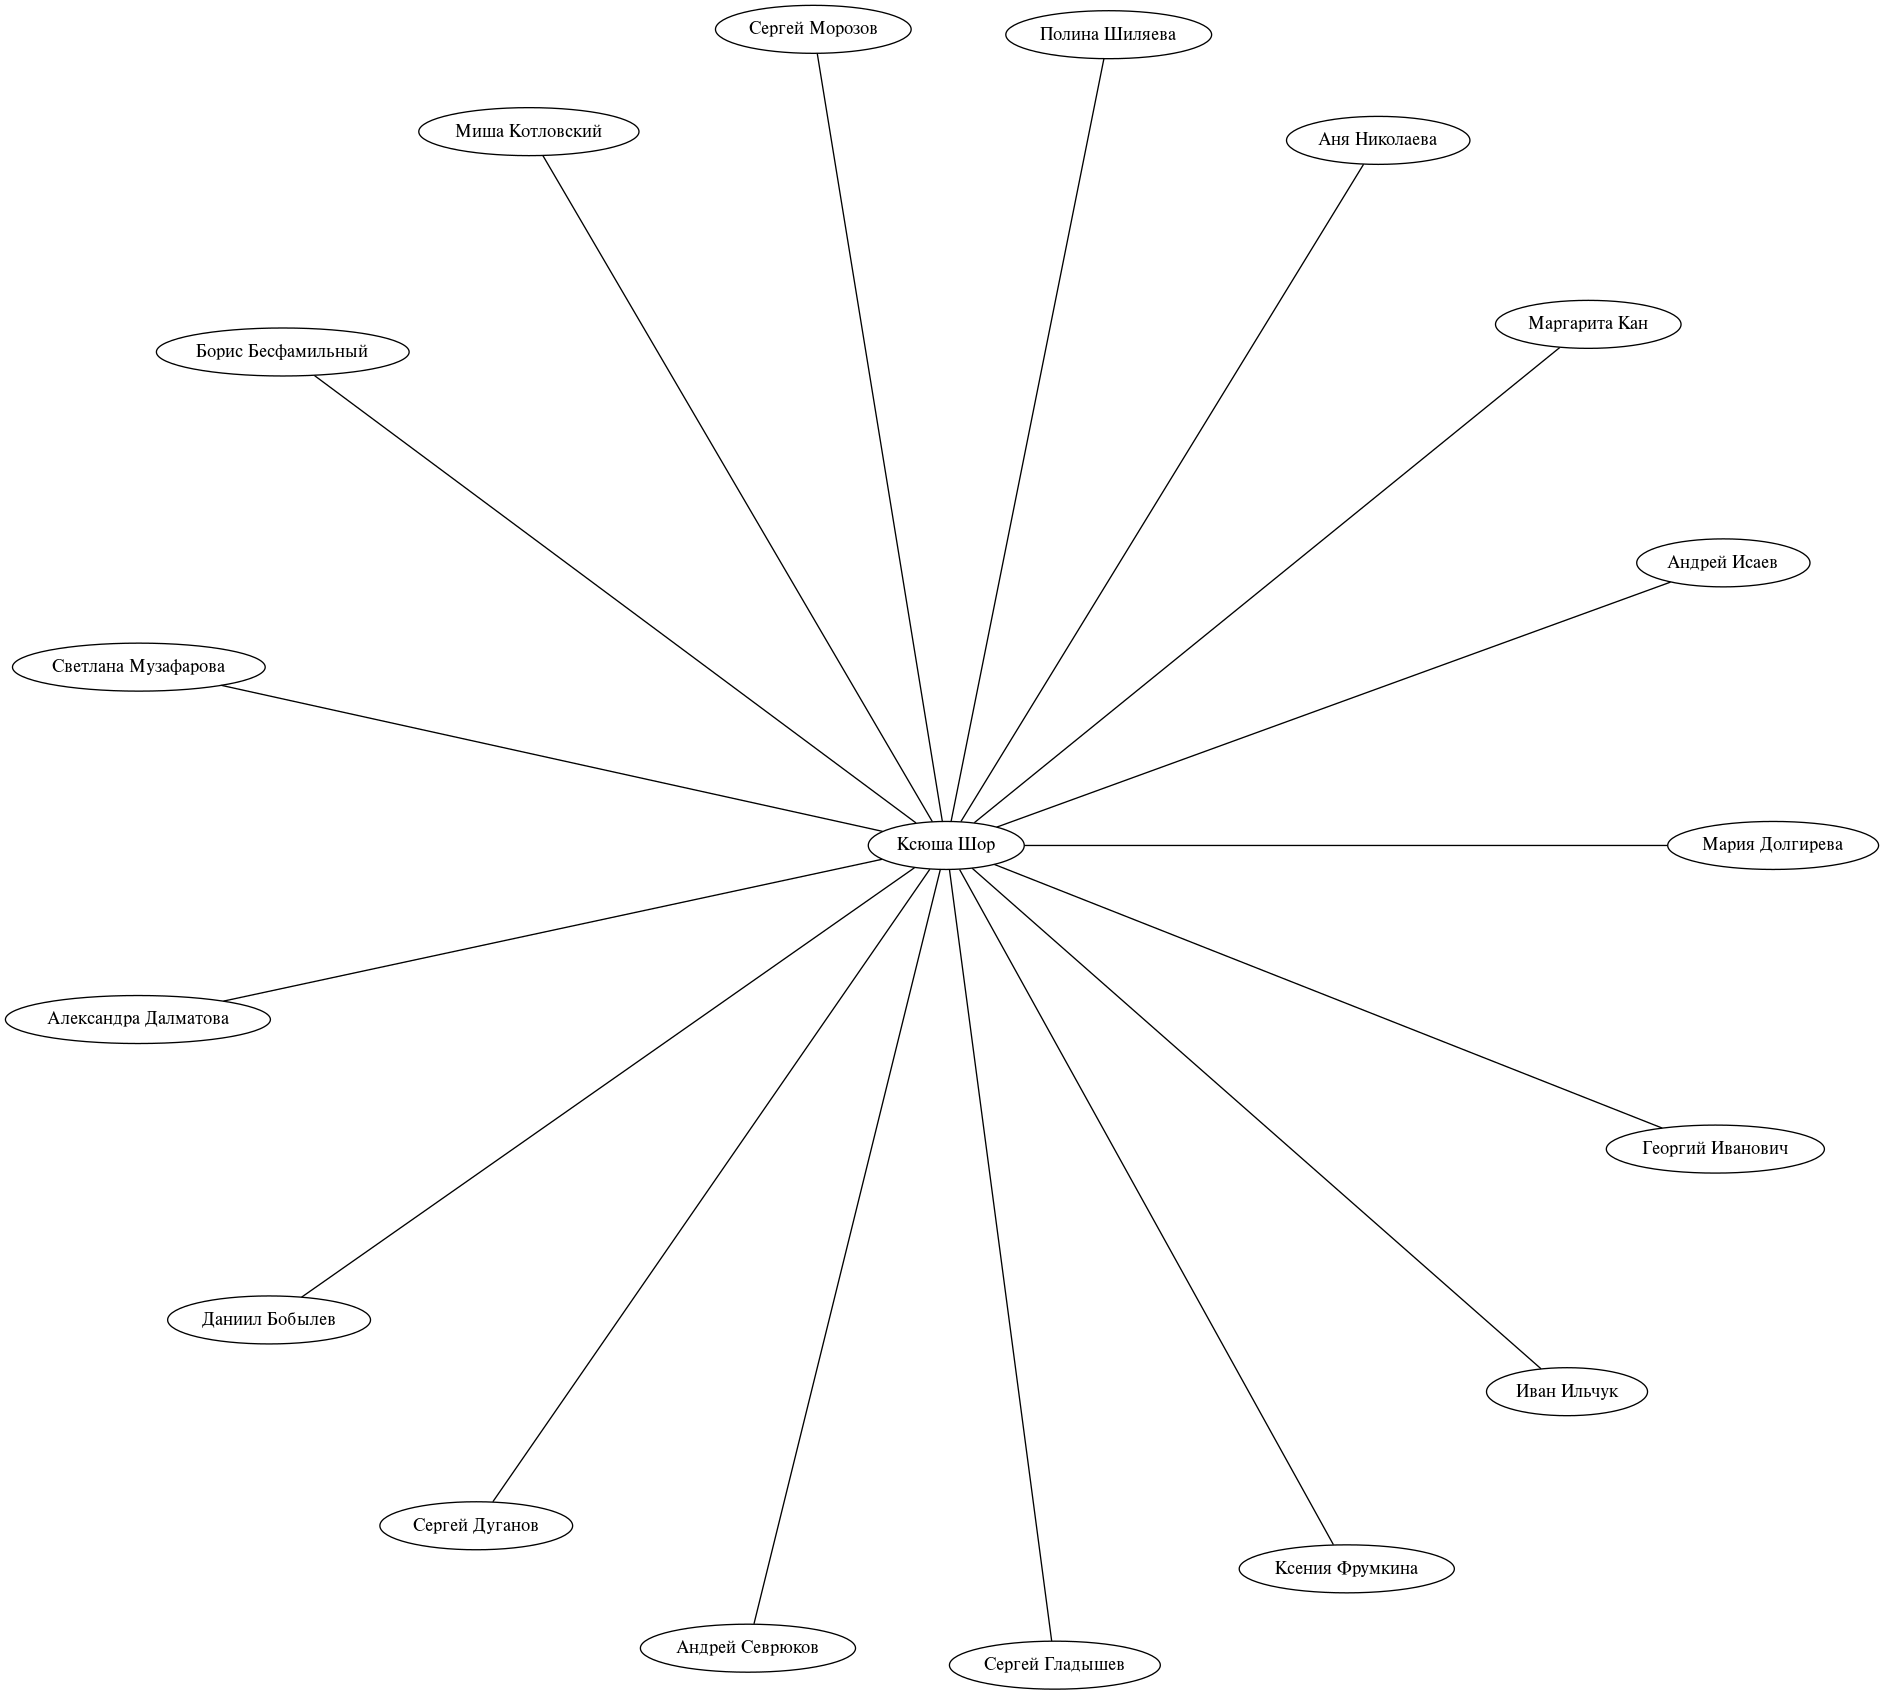 Сергей Морозов
Полина Шиляева
Миша Котловский
Аня Николаева
Маргарита Кан
Борис Бесфамильный
Андрей Исаев
Светлана Музафарова
Ксюша Шор
Мария Долгирева
Александра Далматова
Георгий Иванович
Даниил Бобылев
Иван Ильчук
Сергей Дуганов
Ксения Фрумкина
Андрей Севрюков
Сергей Гладышев